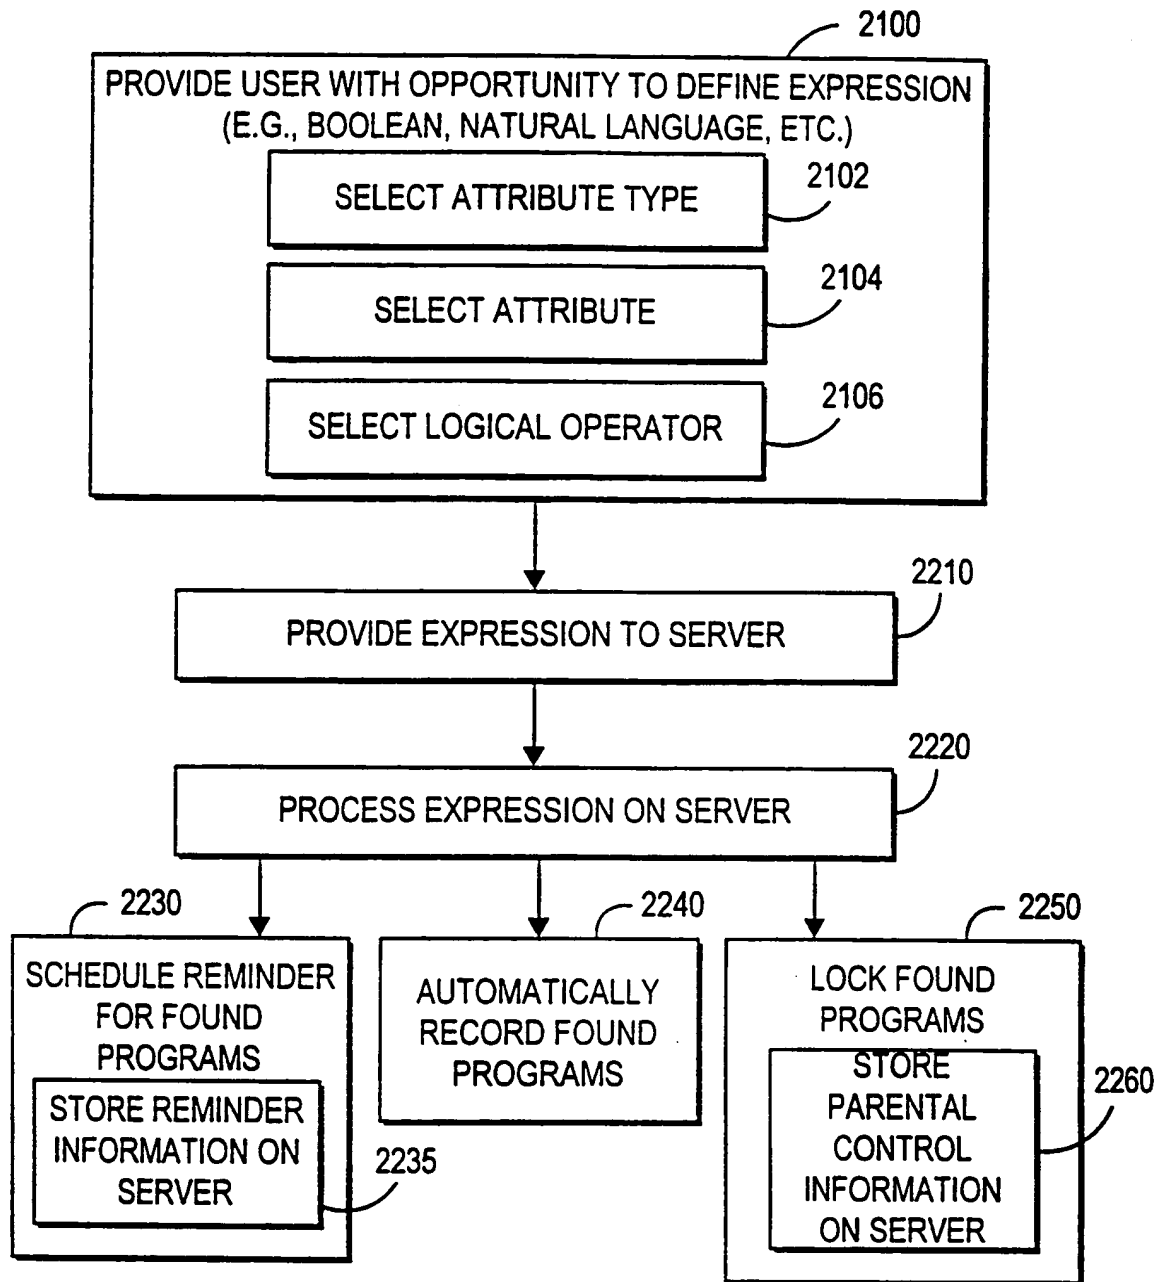 2100
PROVIDE USER WITH OPPORTUNITY TO DEFINE EXPRESSION
(E.G., BOOLEAN, NATURAL LANGUAGE, ETC.)
SELECT ATTRIBUTE TYPE
2102
SELECT ATTRIBUTE
2104
SELECT LOGICAL OPERATOR
2106
PROVIDE EXPRESSION TO SERVER
2210
PROCESS EXPRESSION ON SERVER
2220
2230
SCHEDULE REMINDER
FOR FOUND
PROGRAMS
STORE REMINDER
INFORMATION ON
SERVER
2235
2240
AUTOMATICALLY
RECORD FOUND
PROGRAMS
2250
LOCK FOUND
PROGRAMS
STORE
PARENTAL
CONTROL
INFORMATION
ON SERVER
2260